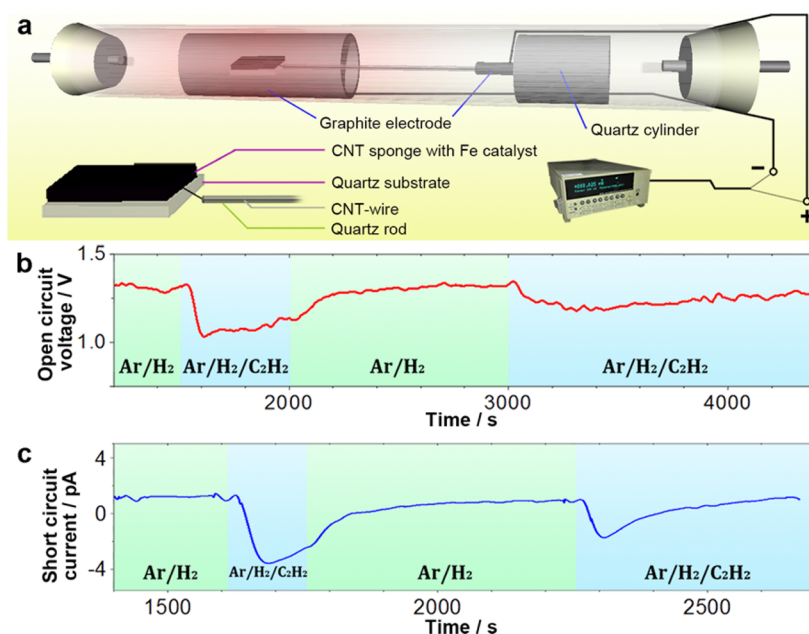 a
Graphite electrode
Quartz cylinder
CNT sponge with Fe catalyst
Quartz substrate
CNT-wire
Quartz rod
−
+
b
Open circuit
voltage / V
1.5
1.0
Ar/H₂
Ar/H₂/C₂H₂
Ar/H₂
Ar/H₂/C₂H₂
2000
3000
4000
Time / s
c
Short circuit
current / pA
4
0
-4
Ar/H₂
Ar/H₂/C₂H₂
Ar/H₂
Ar/H₂/C₂H₂
1500
2000
2500
Time / s